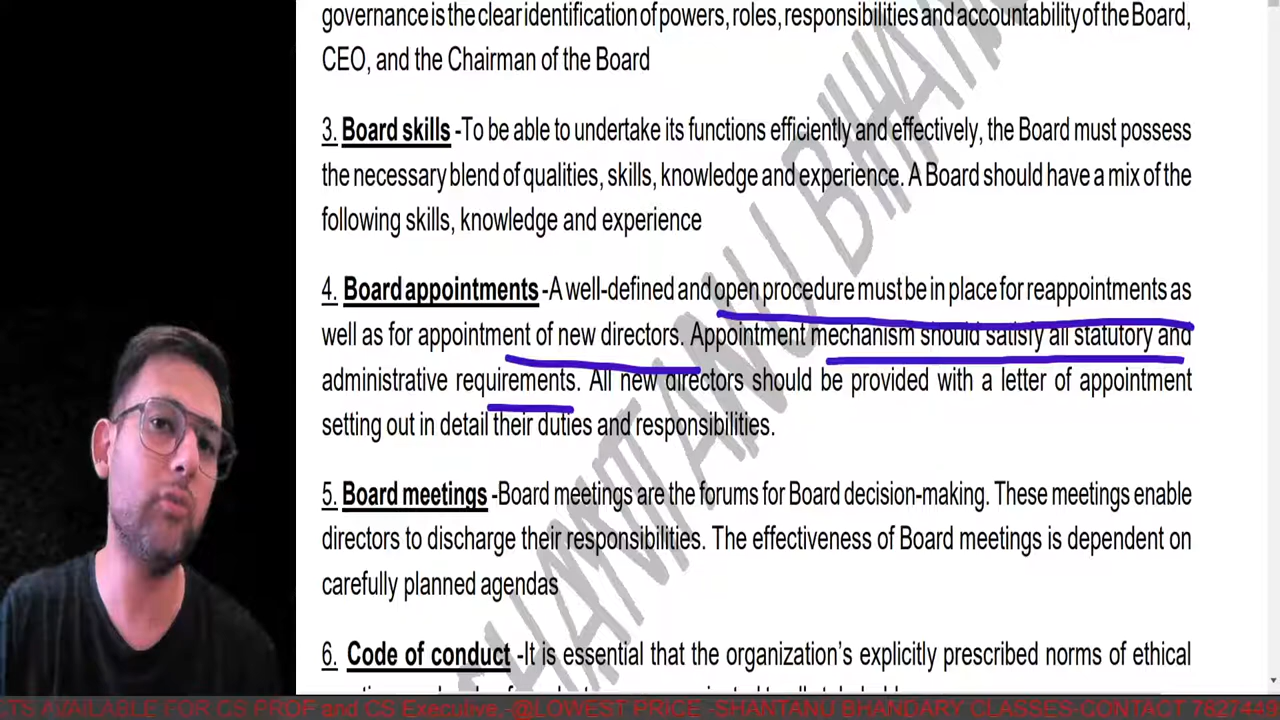 governance is the clear identification of powers, roles, responsibilities and accountability of the Board,
CEO, and the Chairman of the Board
3. Board skills -To be able to undertake its functions efficiently and effectively, the Board must possess
the necessary blend of qualities, skills, knowledge and experience. A Board should have a mix of the
following skills, knowledge and experience
4. Board appointments -A well-defined and open procedure must be in place for reappointments as
well as for appointment of new directors. Appointment mechanism should satisfy all statutory and
administrative requirements. All new directors should be provided with a letter of appointment
setting out in detail their duties and responsibilities.
5. Board meetings -Board meetings are the forums for Board decision-making. These meetings enable
directors to discharge their responsibilities. The effectiveness of Board meetings is dependent on
carefully planned agendas
6. Code of conduct -It is essential that the organization's explicitly prescribed norms of ethical
SHANTANU BHAN
TS AVAILABLE FOR CS PROF and CS Executive,-@LOWEST PRICE -SHANTANU BHANDARY CLASSES-CONTACT 7827449